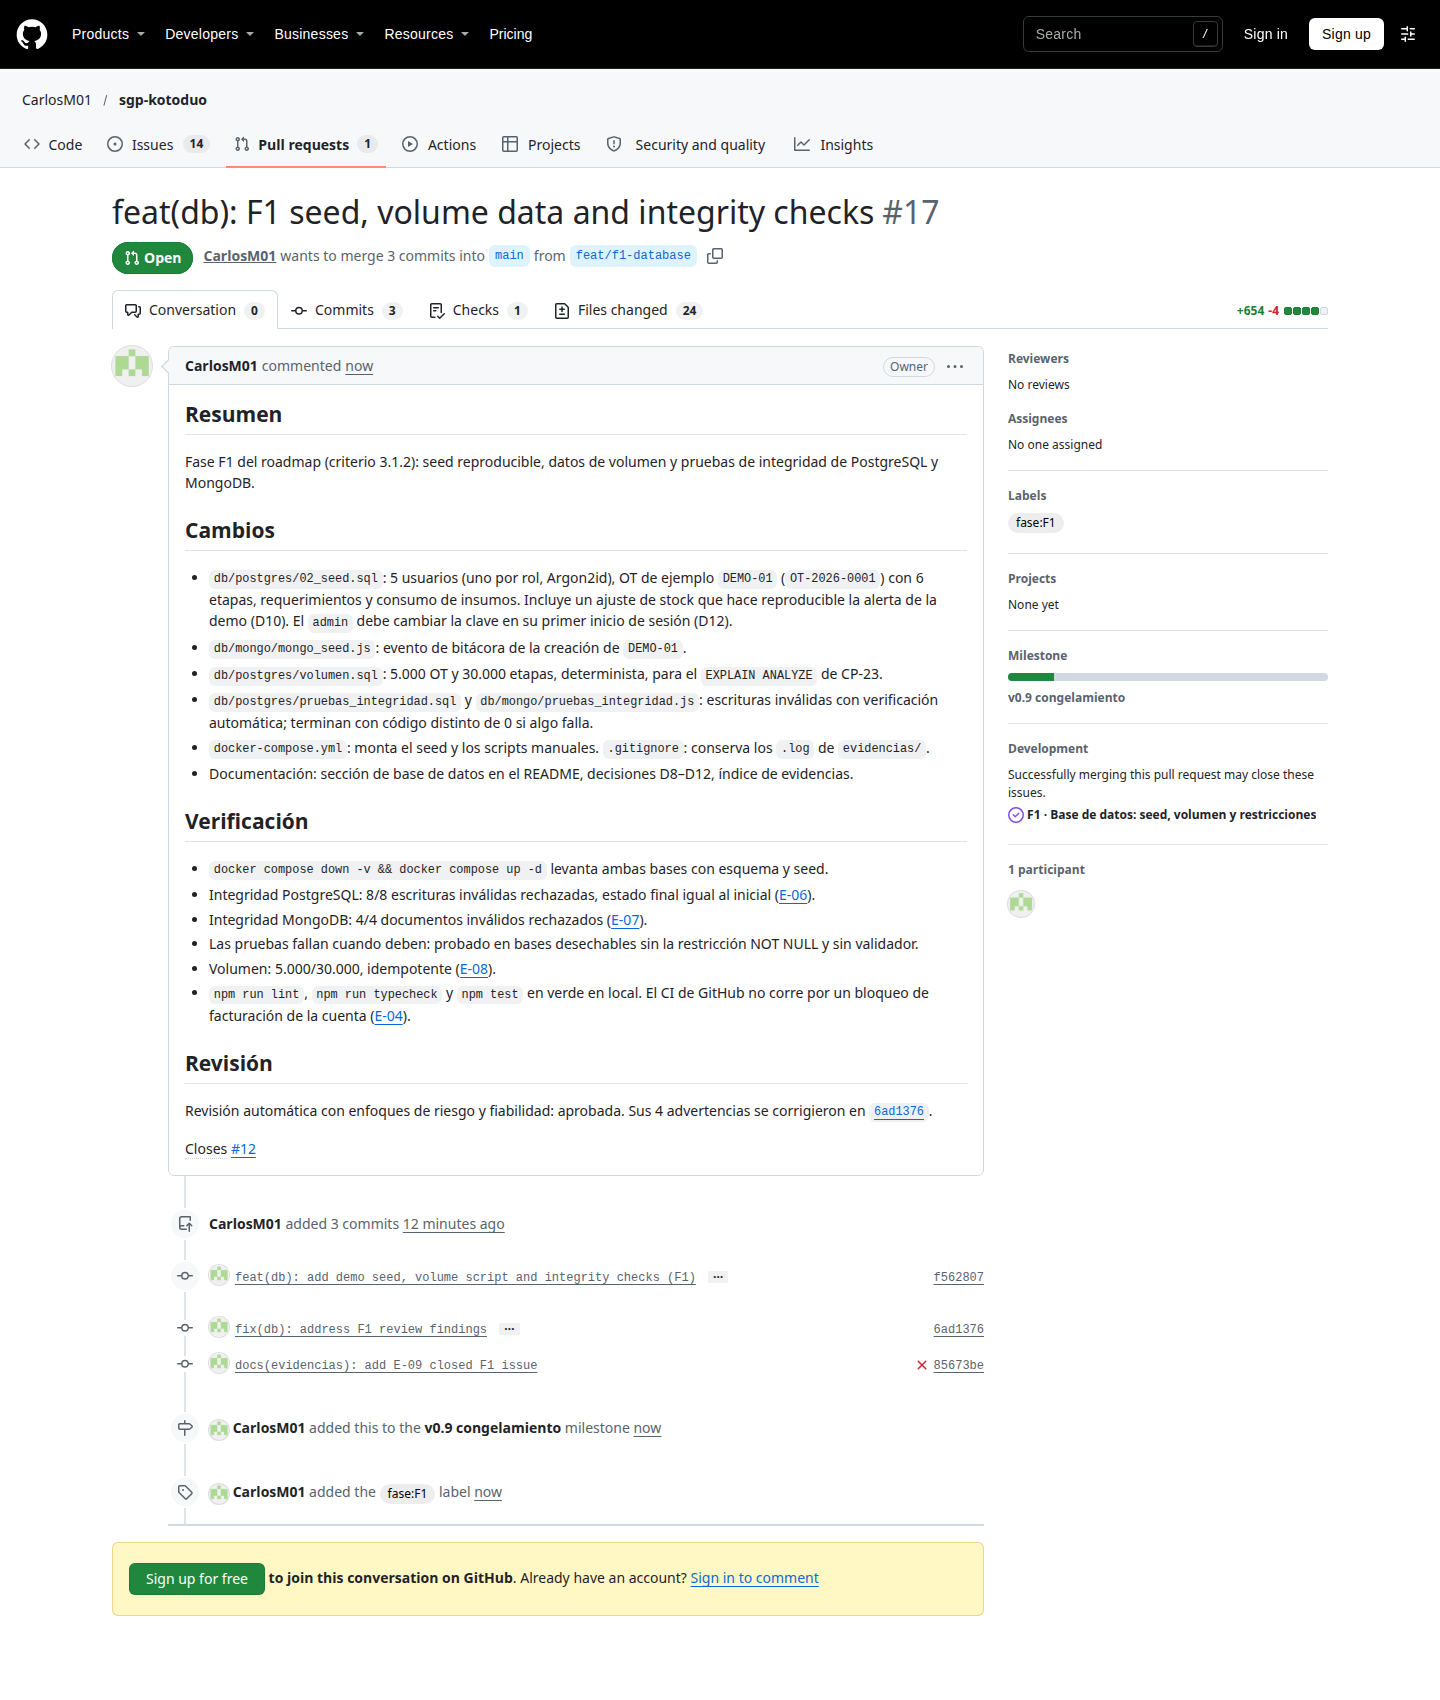 Products Developers Businesses Resources Pricing Search / Sign in Sign up
CarlosM01 / sgp-kotoduo
Code Issues 14 Pull requests 1 Actions Projects Security and quality Insights
feat(db): F1 seed, volume data and integrity checks #17
Open CarlosM01 wants to merge 3 commits into main from feat/f1-database
Conversation 0 Commits 3 Checks 1 Files changed 24 +654 -4
CarlosM01 commented now Owner
Resumen
Fase F1 del roadmap (criterio 3.1.2): seed reproducible, datos de volumen y pruebas de integridad de PostgreSQL y
MongoDB.
Cambios
db/postgres/02_seed.sql: 5 usuarios (uno por rol, Argon2id), OT de ejemplo DEMO-01 (OT-2026-0001) con 6
etapas, requerimientos y consumo de insumos. Incluye un ajuste de stock que hace reproducible la alerta de la
demo (D10). El admin debe cambiar la clave en su primer inicio de sesión (D12).
db/mongo/mongo_seed.js: evento de bitácora de la creación de DEMO-01.
db/postgres/volumen.sql: 5.000 OT y 30.000 etapas, determinista, para el EXPLAIN ANALYZE de CP-23.
db/postgres/pruebas_integridad.sql y db/mongo/pruebas_integridad.js: escrituras inválidas con verificación
automática; terminan con código distinto de 0 si algo falla.
docker-compose.yml: monta el seed y los scripts manuales. .gitignore: conserva los .log de evidencias/.
Documentación: sección de base de datos en el README, decisiones D8–D12, índice de evidencias.
Verificación
docker compose down -v && docker compose up -d levanta ambas bases con esquema y seed.
Integridad PostgreSQL: 8/8 escrituras inválidas rechazadas, estado final igual al inicial (E-06).
Integridad MongoDB: 4/4 documentos inválidos rechazados (E-07).
Las pruebas fallan cuando deben: probado en bases desechables sin la restricción NOT NULL y sin validador.
Volumen: 5.000/30.000, idempotente (E-08).
npm run lint, npm run typecheck y npm test en verde en local. El CI de GitHub no corre por un bloqueo de
facturación de la cuenta (E-04).
Revisión
Revisión automática con enfoques de riesgo y fiabilidad: aprobada. Sus 4 advertencias se corrigieron en 6ad1376.
Closes #12
CarlosM01 added 3 commits 12 minutes ago
feat(db): add demo seed, volume script and integrity checks (F1) … f562807
fix(db): address F1 review findings … 6ad1376
docs(evidencias): add E-09 closed F1 issue 85673be
CarlosM01 added this to the v0.9 congelamiento milestone now
CarlosM01 added the fase:F1 label now
Sign up for free to join this conversation on GitHub. Already have an account? Sign in to comment
Reviewers
No reviews
Assignees
No one assigned
Labels
fase:F1
Projects
None yet
Milestone
v0.9 congelamiento
Development
Successfully merging this pull request may close these
issues.
F1 · Base de datos: seed, volumen y restricciones
1 participant